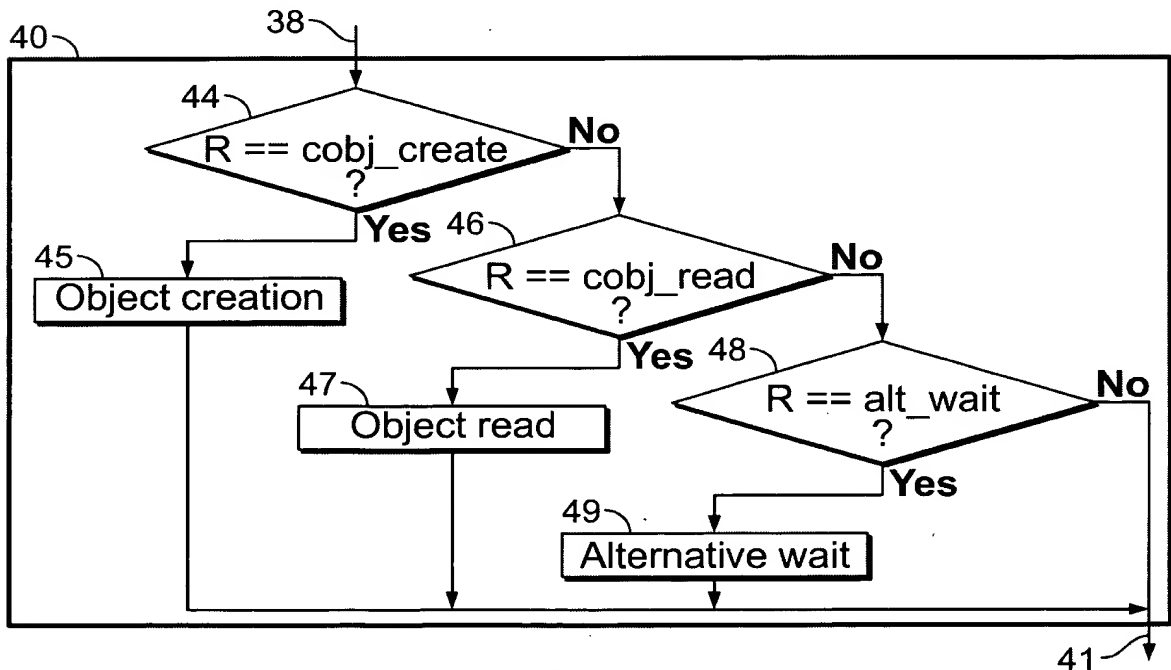 38
40
44
R == cobj_create
?
No
Yes
45
Object creation
46
R == cobj_read
?
No
Yes
47
Object read
48
R == alt_wait
?
No
Yes
49
Alternative wait
41